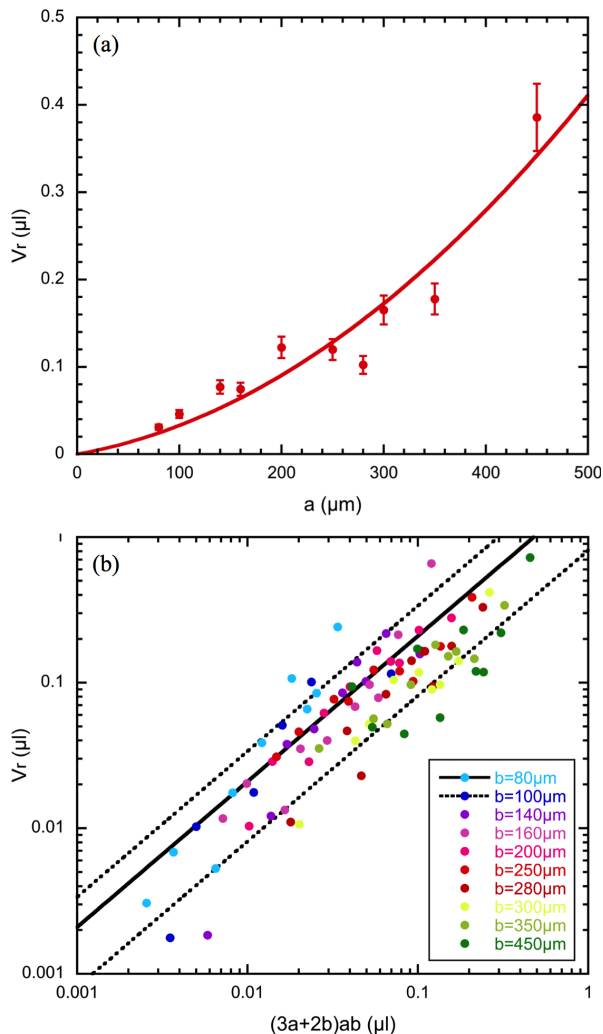 (a)
0.5
0.4
0.3
0.2
0.1
0
Vr (µl)
0 100 200 300 400 500
a (µm)
(b)
1
0.1
0.01
0.001
Vr (µl)
b=80µm
b=100µm
b=140µm
b=160µm
b=200µm
b=250µm
b=280µm
b=300µm
b=350µm
b=450µm
0.001 0.01 0.1 1
(3a+2b)ab (µl)